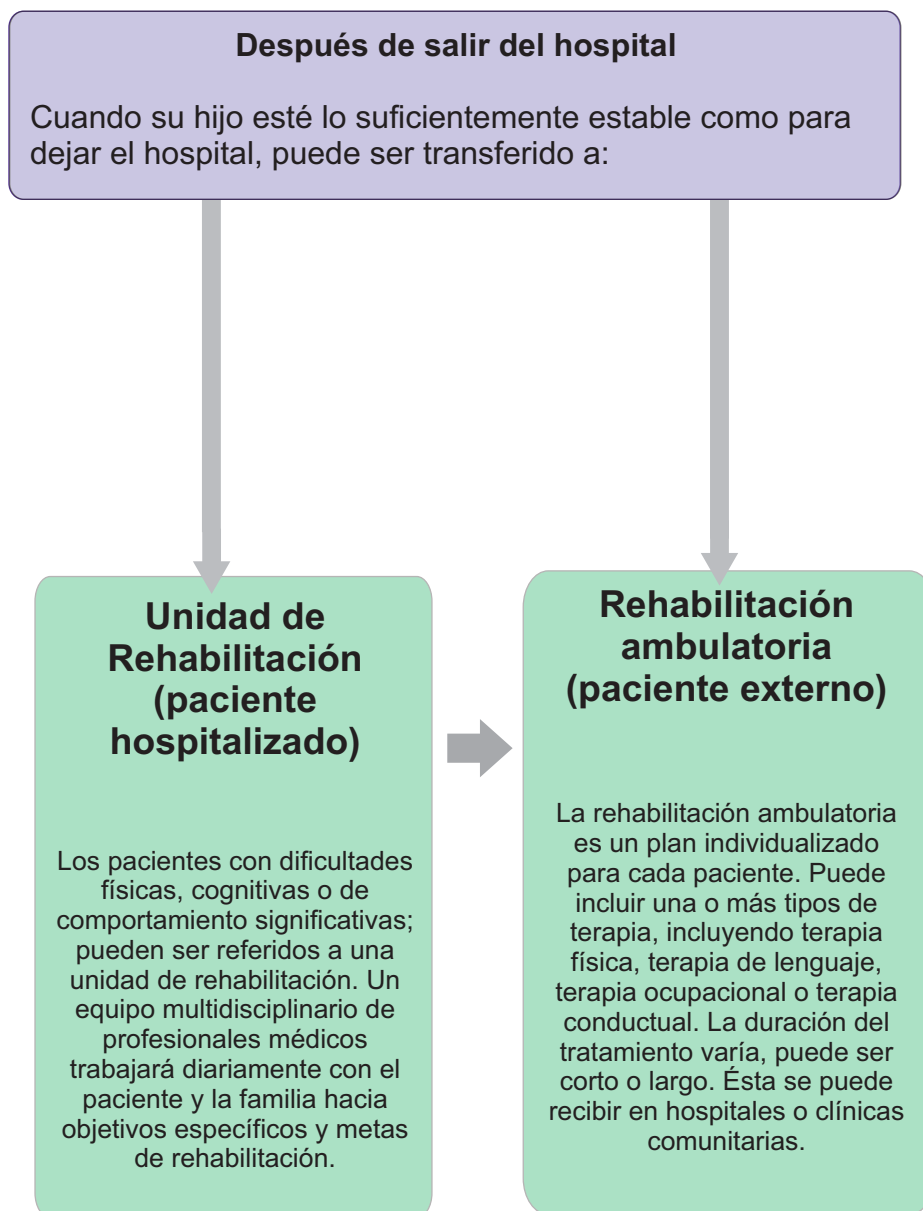 Después de salir del hospital
Cuando su hijo esté lo suficientemente estable como para
dejar el hospital, puede ser transferido a:
Unidad de
Rehabilitación
(paciente
hospitalizado)
Los pacientes con dificultades
físicas, cognitivas o de
comportamiento significativas;
pueden ser referidos a una
unidad de rehabilitación. Un
equipo multidisciplinario de
profesionales médicos
trabajará diariamente con el
paciente y la familia hacia
objetivos específicos y metas
de rehabilitación.
Rehabilitación
ambulatoria
(paciente externo)
La rehabilitación ambulatoria
es un plan individualizado
para cada paciente. Puede
incluir una o más tipos de
terapia, incluyendo terapia
física, terapia de lenguaje,
terapia ocupacional o terapia
conductual. La duración del
tratamiento varía, puede ser
corto o largo. Ésta se puede
recibir en hospitales o clínicas
comunitarias.